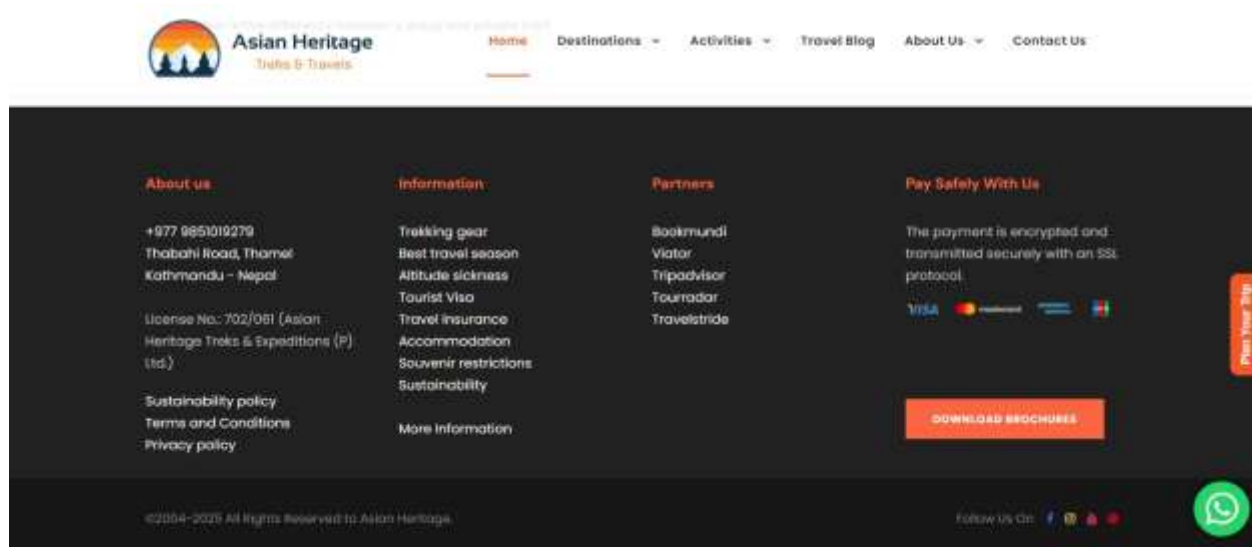 Asian Heritage
Treks & Travels
Home Destinations Activities Travel Blog About Us Contact Us
About us
+977 9851019279
Thabahi Road, Thamel
Kathmandu - Nepal
License No.: 702/061 (Asian
Heritage Treks & Expeditions (P)
Ltd.)
Sustainability policy
Terms and Conditions
Privacy policy
Information
Trekking gear
Best travel season
Altitude sickness
Tourist Visa
Travel insurance
Accommodation
Souvenir restrictions
Sustainability
More Information
Partners
Bookmundi
Viator
Tripadvisor
Tourradar
Travelstride
Pay Safely With Us
The payment is encrypted and
transmitted securely with an SSL
protocol.
VISA mastercard
DOWNLOAD BROCHURES
Plan Your Trip
©2004-2025 All Rights Reserved to Asian Heritage.
Follow Us On